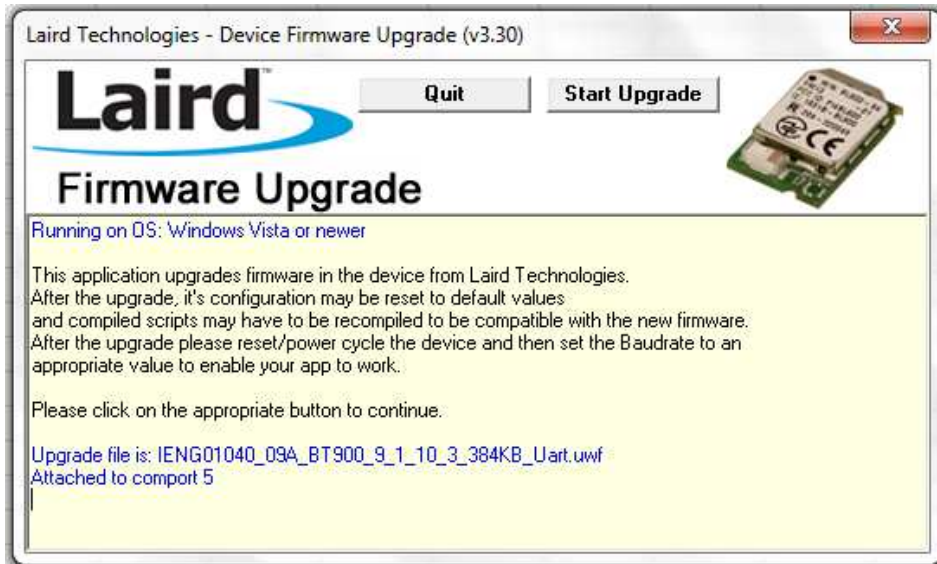 Laird Technologies - Device Firmware Upgrade (v3.30)
Laird™
Quit
Start Upgrade
Firmware Upgrade
Running on OS: Windows Vista or newer
This application upgrades firmware in the device from Laird Technologies.
After the upgrade, it's configuration may be reset to default values
and compiled scripts may have to be recompiled to be compatible with the new firmware.
After the upgrade please reset/power cycle the device and then set the Baudrate to an
appropriate value to enable your app to work.
Please click on the appropriate button to continue.
Upgrade file is: IENG01040_09A_BT900_9_1_10_3_384KB_Uart.uwf
Attached to comport 5